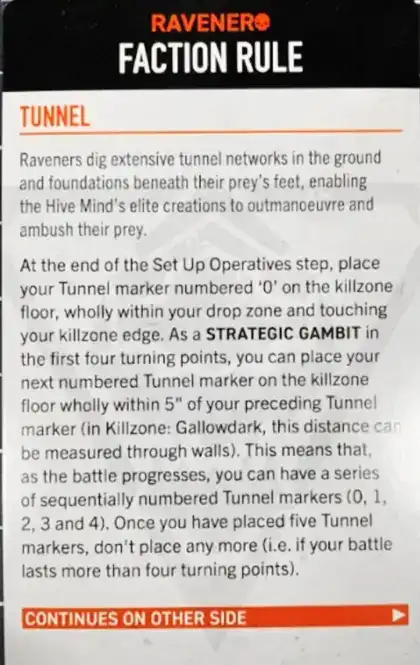 RAVENER
FACTION RULE
TUNNEL
Raveners dig extensive tunnel networks in the ground
and foundations beneath their prey's feet, enabling
the Hive Mind's elite creations to outmanoeuvre and
ambush their prey.
At the end of the Set Up Operatives step, place
your Tunnel marker numbered ‘0’ on the killzone
floor, wholly within your drop zone and touching
your killzone edge. As a STRATEGIC GAMBIT in
the first four turning points, you can place your
next numbered Tunnel marker on the killzone
floor wholly within 5" of your preceding Tunnel
marker (in Killzone: Gallowdark, this distance can
be measured through walls). This means that,
as the battle progresses, you can have a series
of sequentially numbered Tunnel markers (0, 1,
2, 3 and 4). Once you have placed five Tunnel
markers, don't place any more (i.e. if your battle
lasts more than four turning points).
CONTINUES ON OTHER SIDE